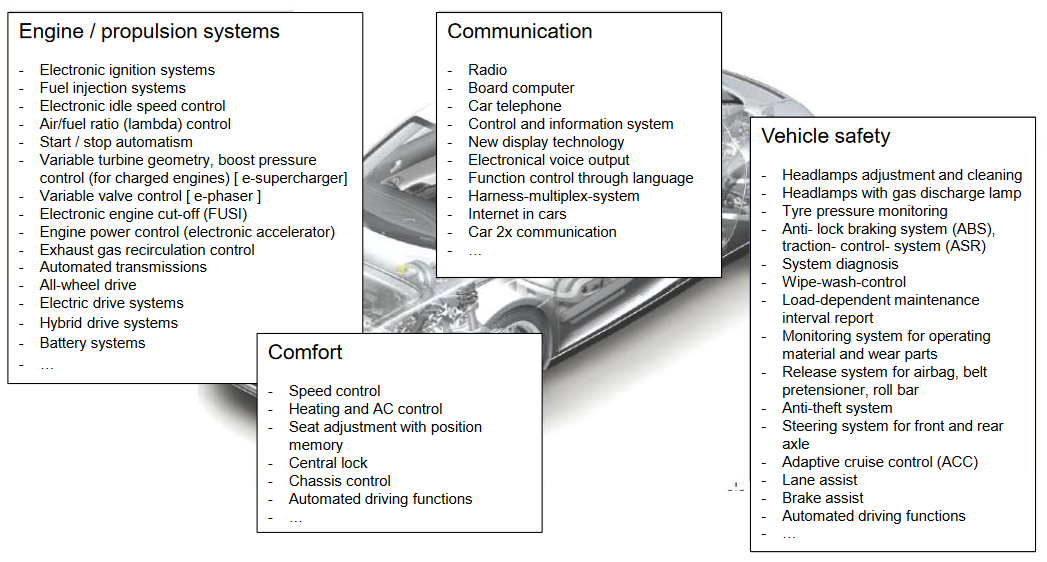 Engine / propulsion systems
- Electronic ignition systems
- Fuel injection systems
- Electronic idle speed control
- Air/fuel ratio (lambda) control
- Start / stop automatism
- Variable turbine geometry, boost pressure
control (for charged engines) [ e-supercharger]
- Variable valve control [ e-phaser ]
- Electronic engine cut-off (FUSI)
- Engine power control (electronic accelerator)
- Exhaust gas recirculation control
- Automated transmissions
- All-wheel drive
- Electric drive systems
- Hybrid drive systems
- Battery systems
- ...
Communication
- Radio
- Board computer
- Car telephone
- Control and information system
- New display technology
- Electronical voice output
- Function control through language
- Harness-multiplex-system
- Internet in cars
- Car 2x communication
- ...
Comfort
- Speed control
- Heating and AC control
- Seat adjustment with position
memory
- Central lock
- Chassis control
- Automated driving functions
- ...
Vehicle safety
- Headlamps adjustment and cleaning
- Headlamps with gas discharge lamp
- Tyre pressure monitoring
- Anti- lock braking system (ABS),
traction- control- system (ASR)
- System diagnosis
- Wipe-wash-control
- Load-dependent maintenance
interval report
- Monitoring system for operating
material and wear parts
- Release system for airbag, belt
pretensioner, roll bar
- Anti-theft system
- Steering system for front and rear
axle
- Adaptive cruise control (ACC)
- Lane assist
- Brake assist
- Automated driving functions
- ...